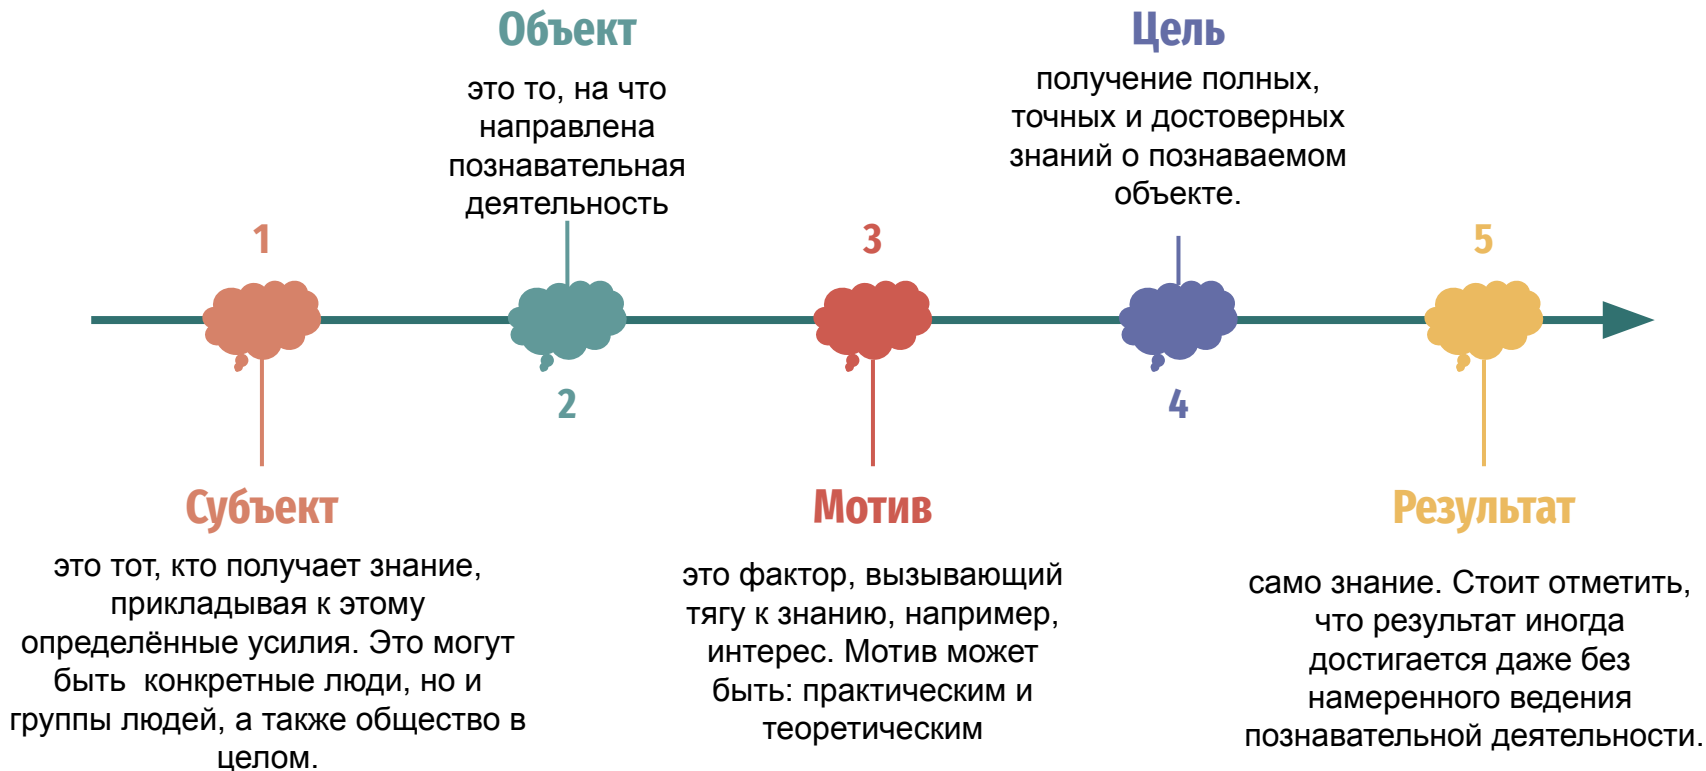 1
Субъект
это тот, кто получает знание,
прикладывая к этому
определённые усилия. Это могут
быть  конкретные люди, но и
группы людей, а также общество в
целом.
Объект
это то, на что
направлена
познавательная
деятельность
2
3
Мотив
это фактор, вызывающий
тягу к знанию, например,
интерес. Мотив может
быть: практическим и
теоретическим
Цель
получение полных,
точных и достоверных
знаний о познаваемом
объекте.
4
5
Результат
само знание. Стоит отметить,
что результат иногда
достигается даже без
намеренного ведения
познавательной деятельности.